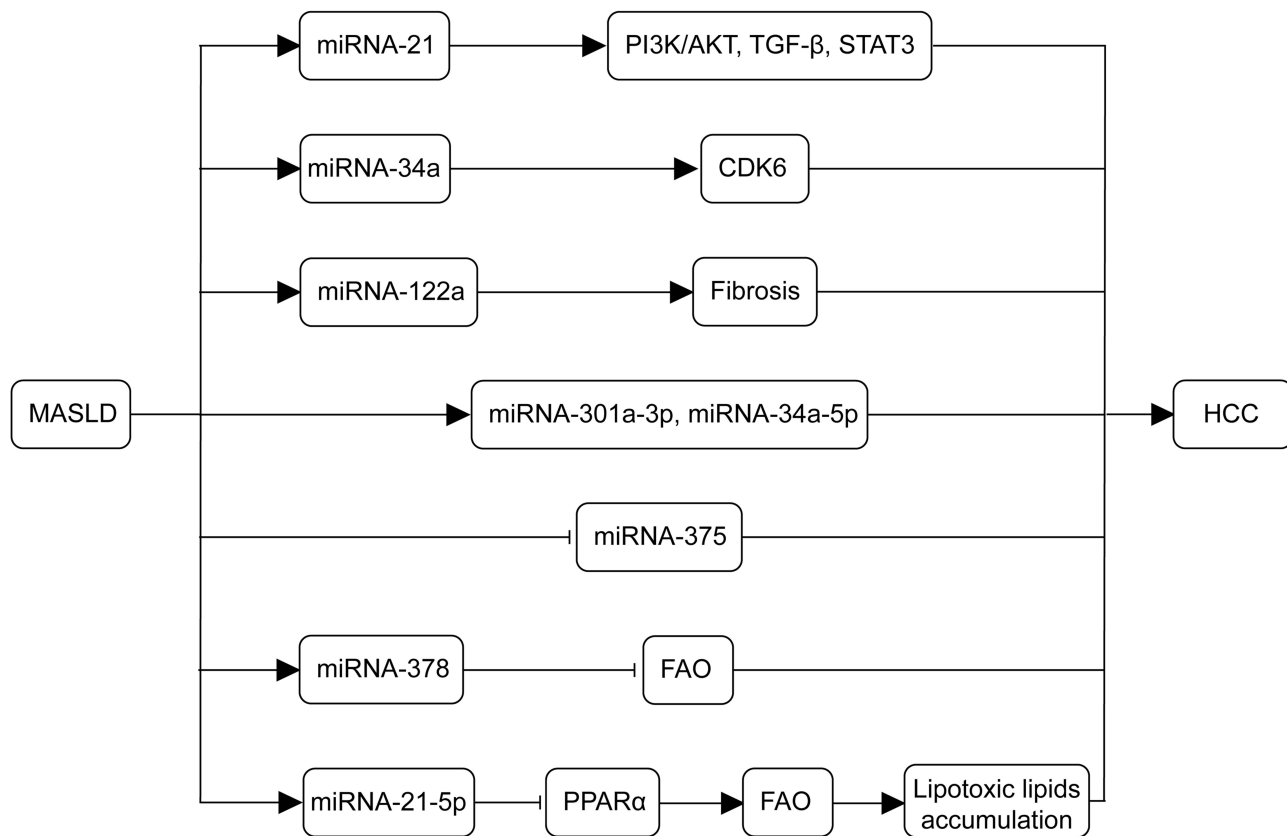 miRNA-21
PI3K/AKT, TGF-β, STAT3
miRNA-34a
CDK6
miRNA-122a
Fibrosis
MASLD
miRNA-301a-3p, miRNA-34a-5p
HCC
miRNA-375
miRNA-378
FAO
miRNA-21-5p
PPARα
FAO
Lipotoxic lipids
accumulation